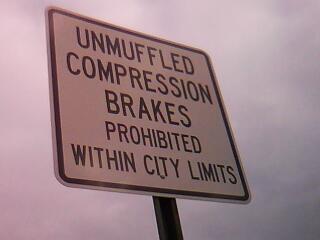 UNMUFFLED
COMPRESSION
BRAKES
PROHIBITED
WITHIN CITY LIMITS